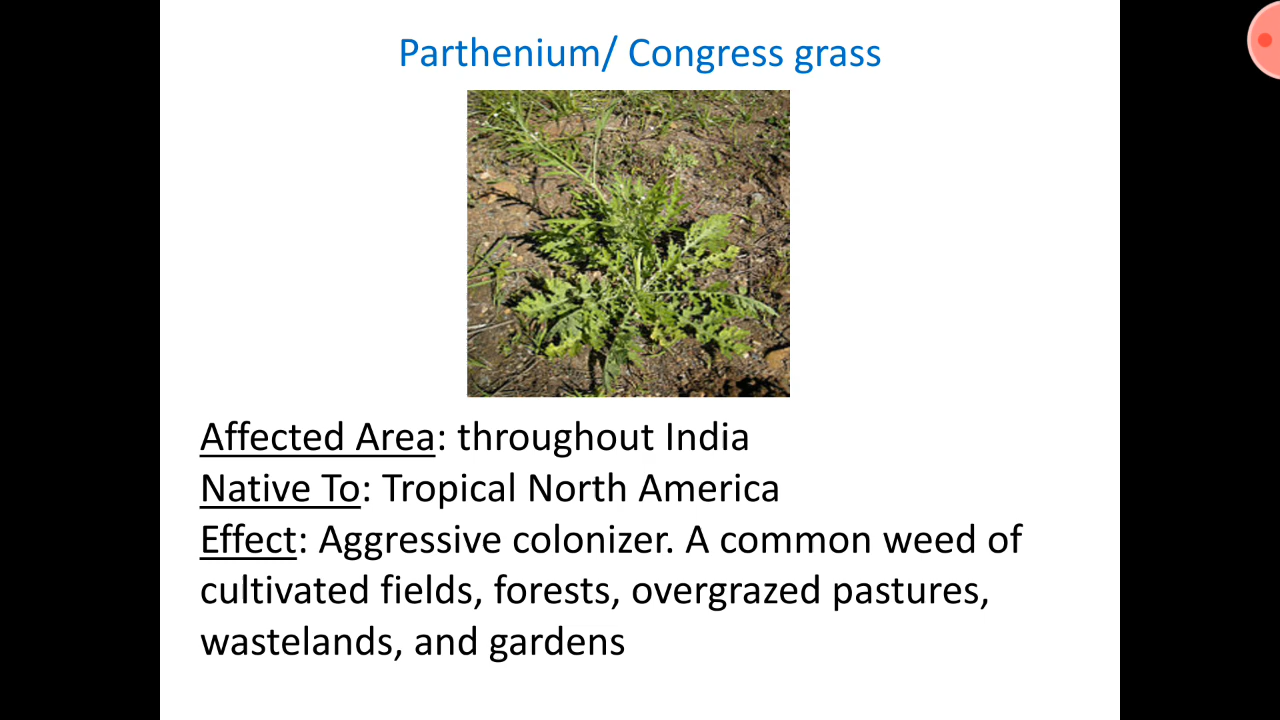 Parthenium/ Congress grass
Affected Area: throughout India
Native To: Tropical North America
Effect: Aggressive colonizer. A common weed of
cultivated fields, forests, overgrazed pastures,
wastelands, and gardens